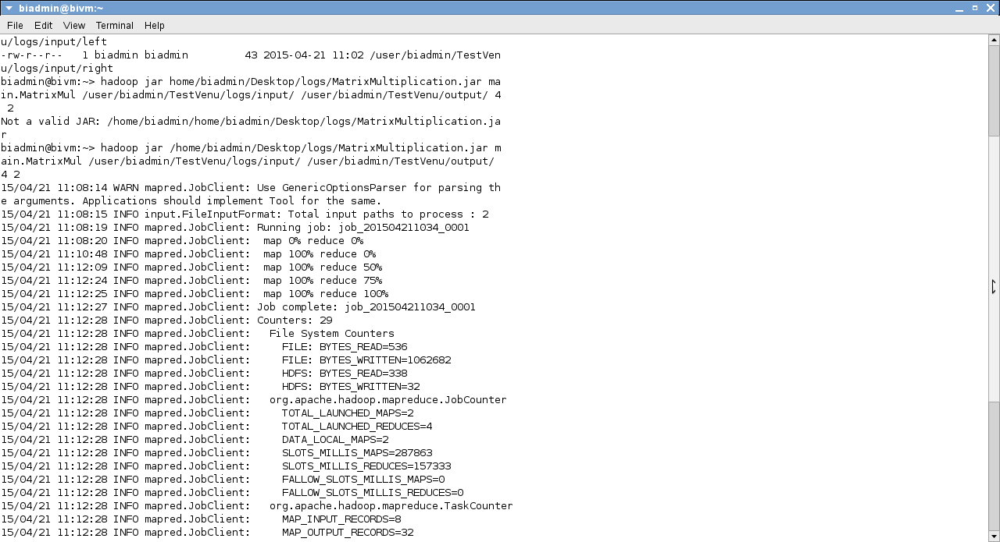 biadmin@bivm:~
File Edit View Terminal Help
u/logs/input/left
-rw-r--r--   1 biadmin biadmin         43 2015-04-21 11:02 /user/biadmin/TestVen
u/logs/input/right
biadmin@bivm:~> hadoop jar home/biadmin/Desktop/logs/MatrixMultiplication.jar ma
in.MatrixMul /user/biadmin/TestVenu/logs/input/ /user/biadmin/TestVenu/output/ 4
 2
Not a valid JAR: /home/biadmin/home/biadmin/Desktop/logs/MatrixMultiplication.ja
r
biadmin@bivm:~> hadoop jar /home/biadmin/Desktop/logs/MatrixMultiplication.jar m
ain.MatrixMul /user/biadmin/TestVenu/logs/input/ /user/biadmin/TestVenu/output/
4 2
15/04/21 11:08:14 WARN mapred.JobClient: Use GenericOptionsParser for parsing th
e arguments. Applications should implement Tool for the same.
15/04/21 11:08:15 INFO input.FileInputFormat: Total input paths to process : 2
15/04/21 11:08:19 INFO mapred.JobClient: Running job: job_201504211034_0001
15/04/21 11:08:20 INFO mapred.JobClient:  map 0% reduce 0%
15/04/21 11:10:48 INFO mapred.JobClient:  map 100% reduce 0%
15/04/21 11:12:09 INFO mapred.JobClient:  map 100% reduce 50%
15/04/21 11:12:24 INFO mapred.JobClient:  map 100% reduce 75%
15/04/21 11:12:25 INFO mapred.JobClient:  map 100% reduce 100%
15/04/21 11:12:27 INFO mapred.JobClient: Job complete: job_201504211034_0001
15/04/21 11:12:28 INFO mapred.JobClient: Counters: 29
15/04/21 11:12:28 INFO mapred.JobClient:   File System Counters
15/04/21 11:12:28 INFO mapred.JobClient:     FILE: BYTES_READ=536
15/04/21 11:12:28 INFO mapred.JobClient:     FILE: BYTES_WRITTEN=1062682
15/04/21 11:12:28 INFO mapred.JobClient:     HDFS: BYTES_READ=338
15/04/21 11:12:28 INFO mapred.JobClient:     HDFS: BYTES_WRITTEN=32
15/04/21 11:12:28 INFO mapred.JobClient:   org.apache.hadoop.mapreduce.JobCounter
15/04/21 11:12:28 INFO mapred.JobClient:     TOTAL_LAUNCHED_MAPS=2
15/04/21 11:12:28 INFO mapred.JobClient:     TOTAL_LAUNCHED_REDUCES=4
15/04/21 11:12:28 INFO mapred.JobClient:     DATA_LOCAL_MAPS=2
15/04/21 11:12:28 INFO mapred.JobClient:     SLOTS_MILLIS_MAPS=287863
15/04/21 11:12:28 INFO mapred.JobClient:     SLOTS_MILLIS_REDUCES=157333
15/04/21 11:12:28 INFO mapred.JobClient:     FALLOW_SLOTS_MILLIS_MAPS=0
15/04/21 11:12:28 INFO mapred.JobClient:     FALLOW_SLOTS_MILLIS_REDUCES=0
15/04/21 11:12:28 INFO mapred.JobClient:   org.apache.hadoop.mapreduce.TaskCounter
15/04/21 11:12:28 INFO mapred.JobClient:     MAP_INPUT_RECORDS=8
15/04/21 11:12:28 INFO mapred.JobClient:     MAP_OUTPUT_RECORDS=32